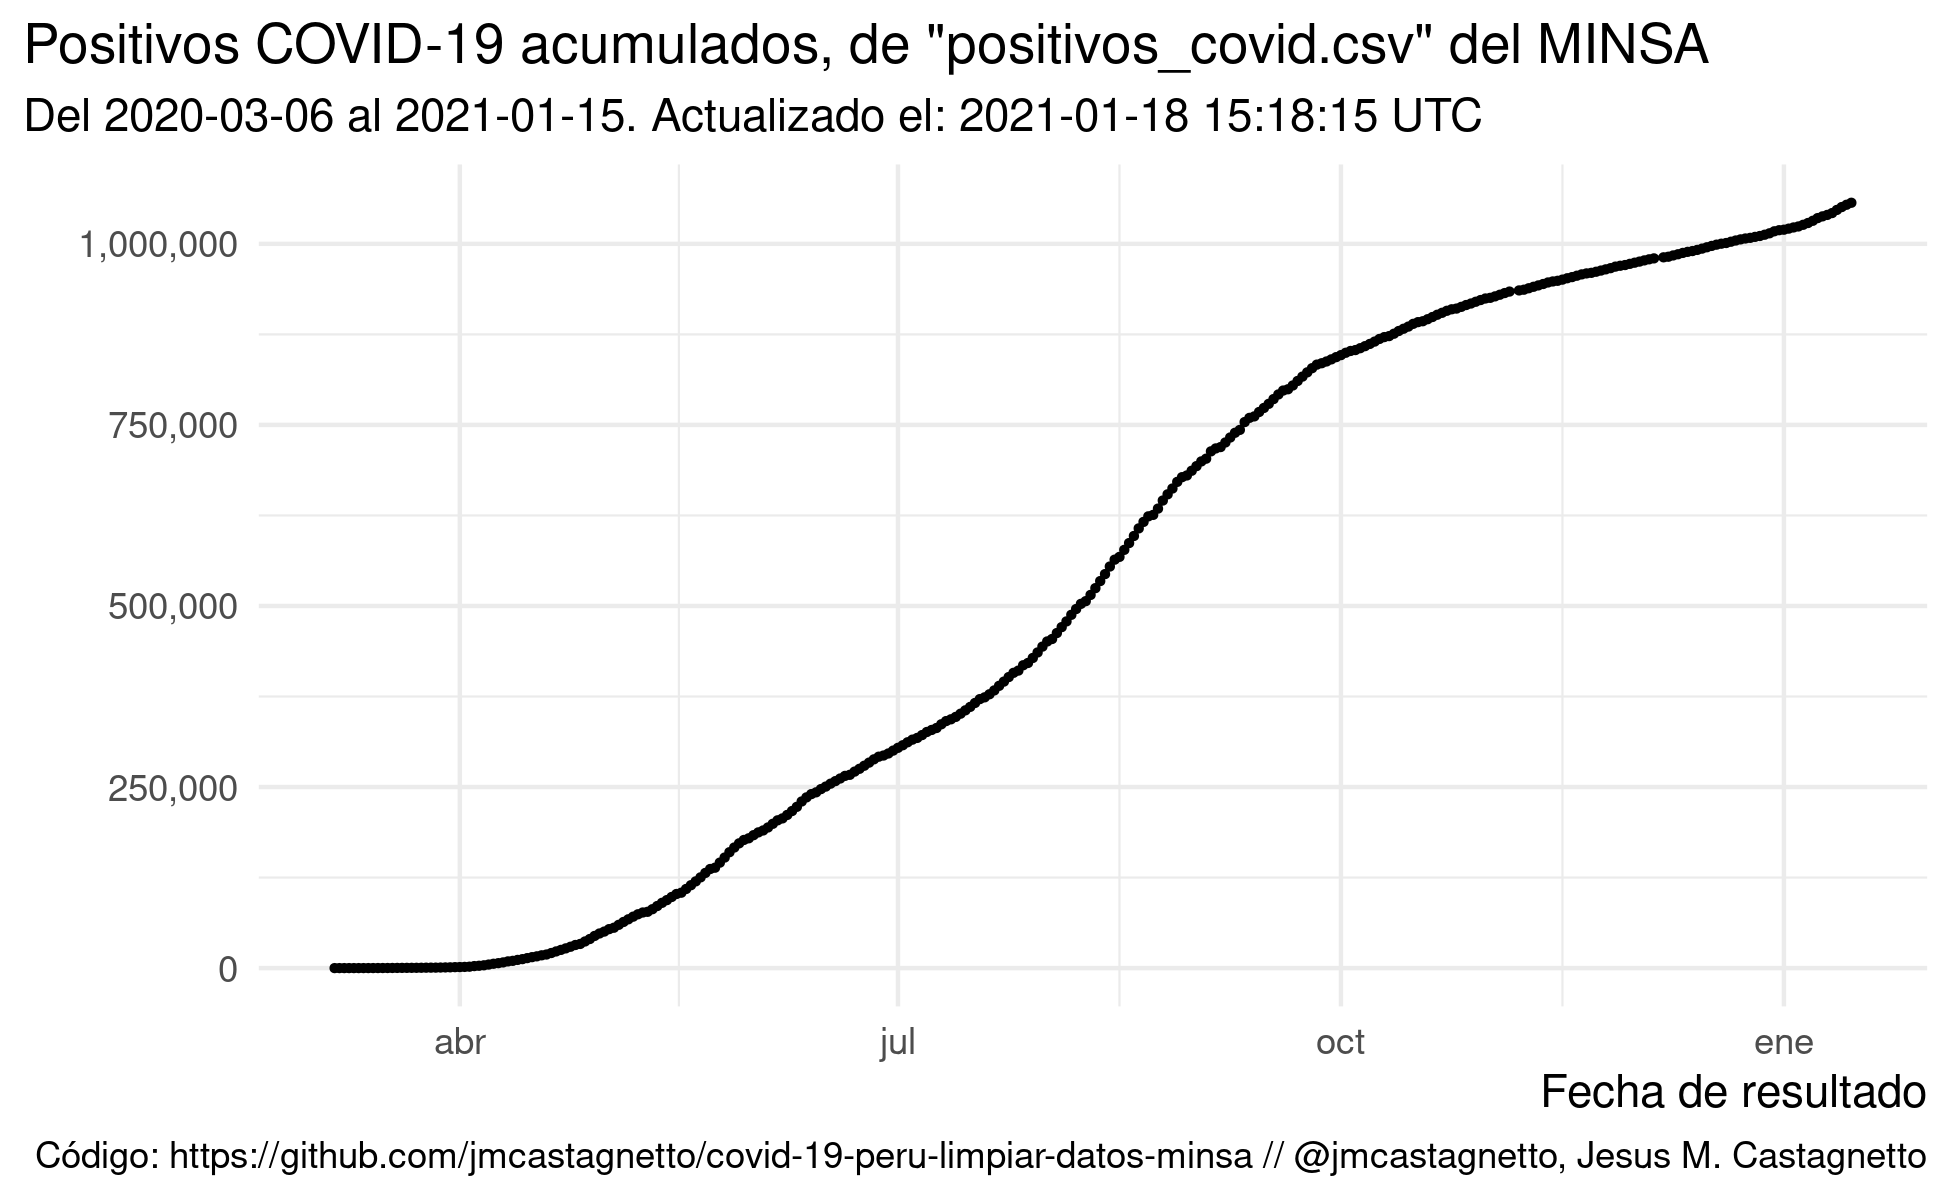 Positivos COVID-19 acumulados, de "positivos_covid.csv" del MINSA
Del 2020-03-06 al 2021-01-15. Actualizado el: 2021-01-18 15:18:15 UTC
1,000,000
750,000
500,000
250,000
0
abr jul oct ene
Fecha de resultado
Código: https://github.com/jmcastagnetto/covid-19-peru-limpiar-datos-minsa // @jmcastagnetto, Jesus M. Castagnetto